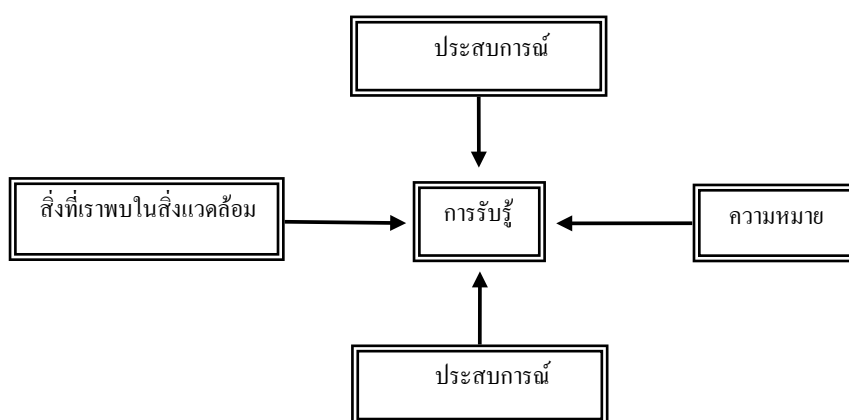 ประสบการณ์
สิ่งที่เราพบในสิ่งแวดล้อม
การรับรู้
ความหมาย
ประสบการณ์